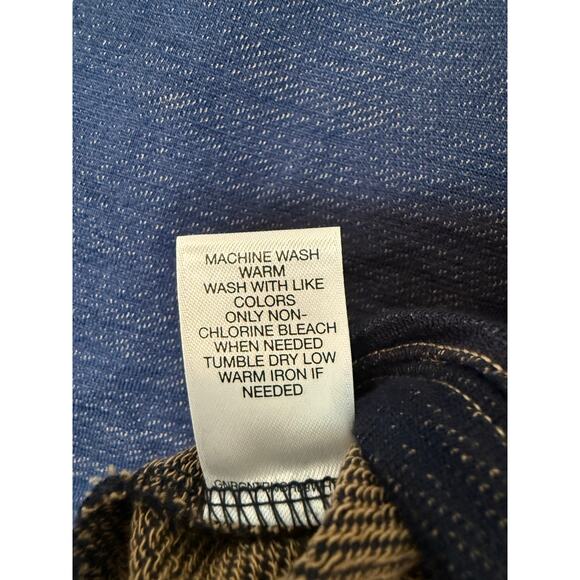 MACHINE WASH
WARM
WASH WITH LIKE
COLORS
ONLY NON-
CHLORINE BLEACH
WHEN NEEDED
TUMBLE DRY LOW
WARM IRON IF
NEEDED